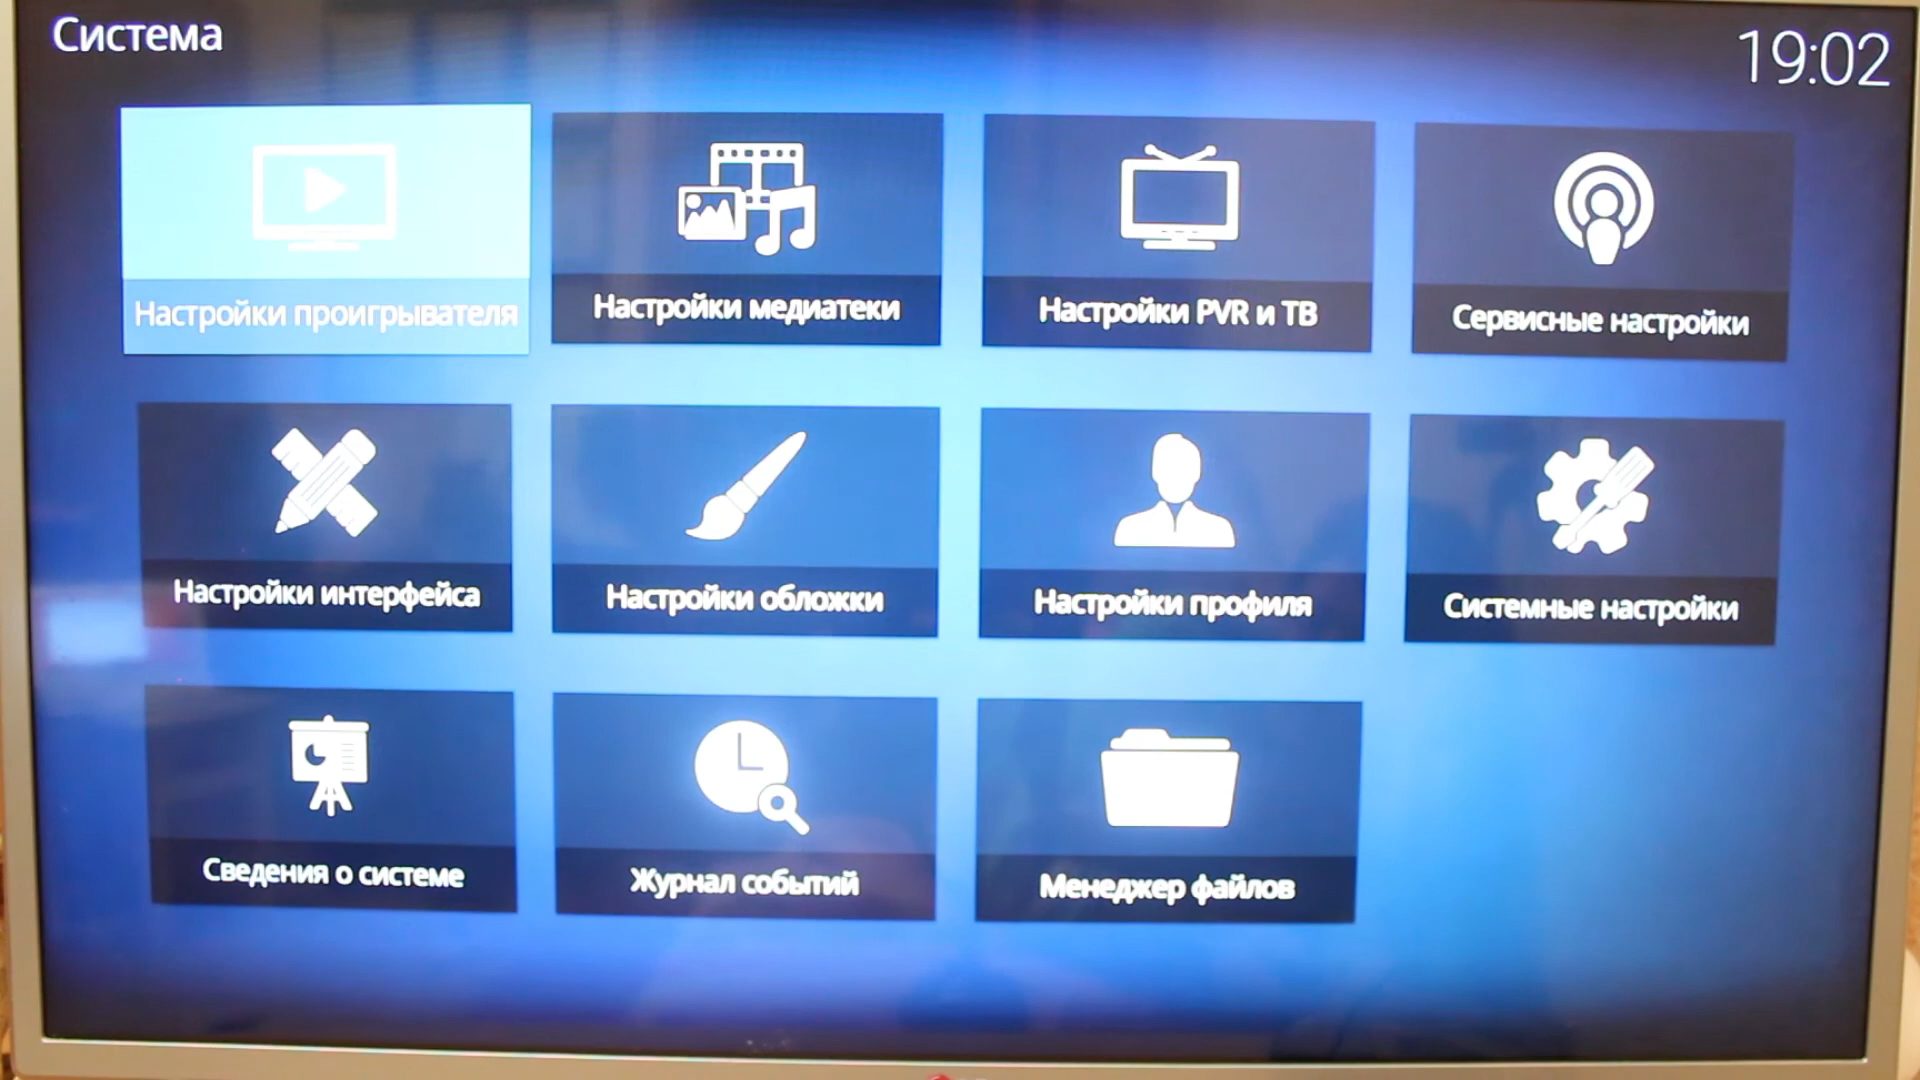 Система
19:02
Настройки проигрывателя
Настройки медиатеки
Настройки PVR и ТВ
Сервисные настройки
Настройки интерфейса
Настройки обложки
Настройки профиля
Системные настройки
Сведения о системе
Журнал событий
Менеджер файлов